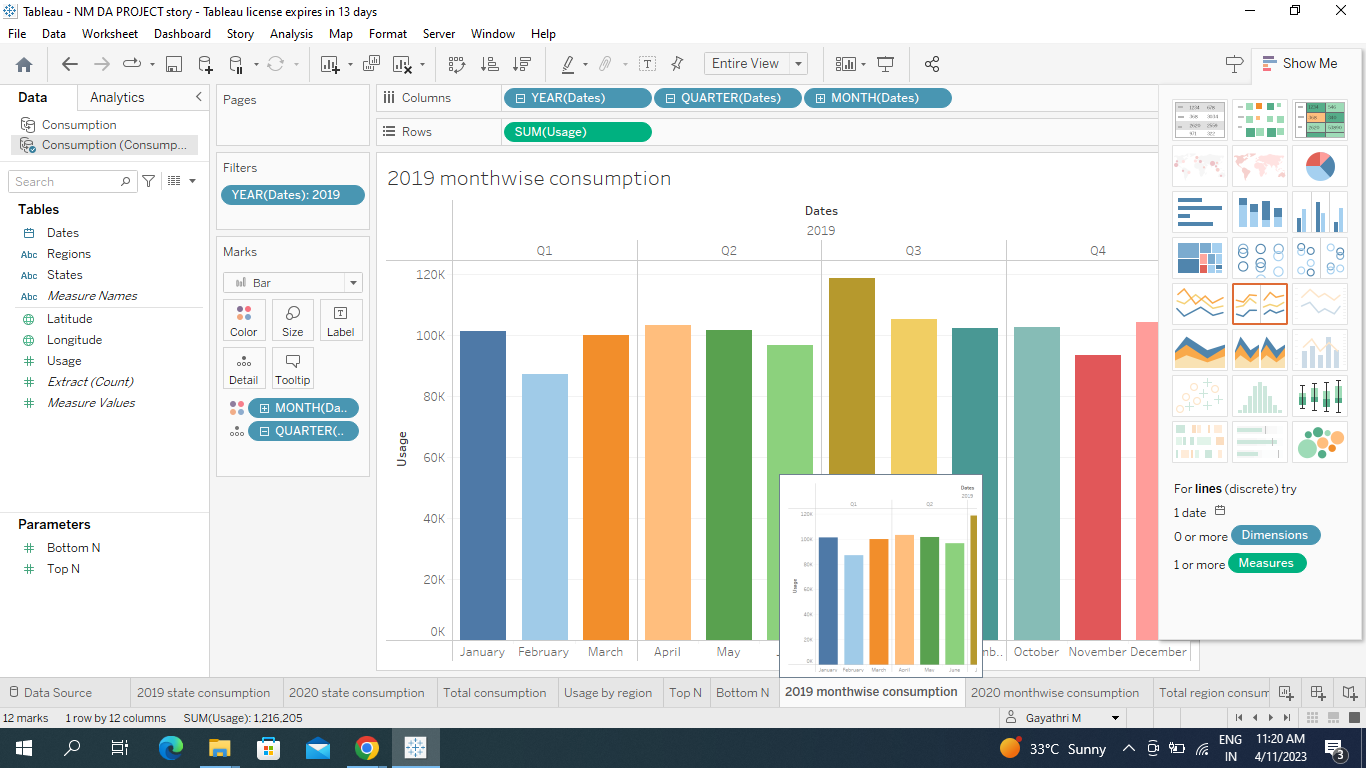 Tableau - NM DA PROJECT story - Tableau license expires in 13 days
File Data Worksheet Dashboard Story Analysis Map Format Server Window Help
Entire View
Show Me
Data Analytics
Consumption
Consumption (Consump...
Search
Tables
Dates
Abc Regions
Abc States
Abc Measure Names
Latitude
Longitude
Usage
Extract (Count)
Measure Values
Parameters
Bottom N
Top N
Pages
Filters
YEAR(Dates): 2019
Marks
Bar
Color Size Label
Detail Tooltip
MONTH(Da..
QUARTER(..
Columns YEAR(Dates) QUARTER(Dates) MONTH(Dates)
Rows SUM(Usage)
2019 monthwise consumption
Dates
2019
Q1 Q2 Q3 Q4
120K
100K
80K
60K
40K
20K
0K
Usage
January February March April May October November December
Dates
2019
Q1 Q2
120K
100K
80K
60K
40K
20K
0K
Usage
January February March April May June J
For lines (discrete) try
1 date
0 or more Dimensions
1 or more Measures
Data Source 2019 state consumption 2020 state consumption Total consumption Usage by region Top N Bottom N 2019 monthwise consumption 2020 monthwise consumption Total region consum
12 marks 1 row by 12 columns SUM(Usage): 1,216,205
Gayathri M
33°C Sunny
ENG
IN
11:20 AM
4/11/2023
3